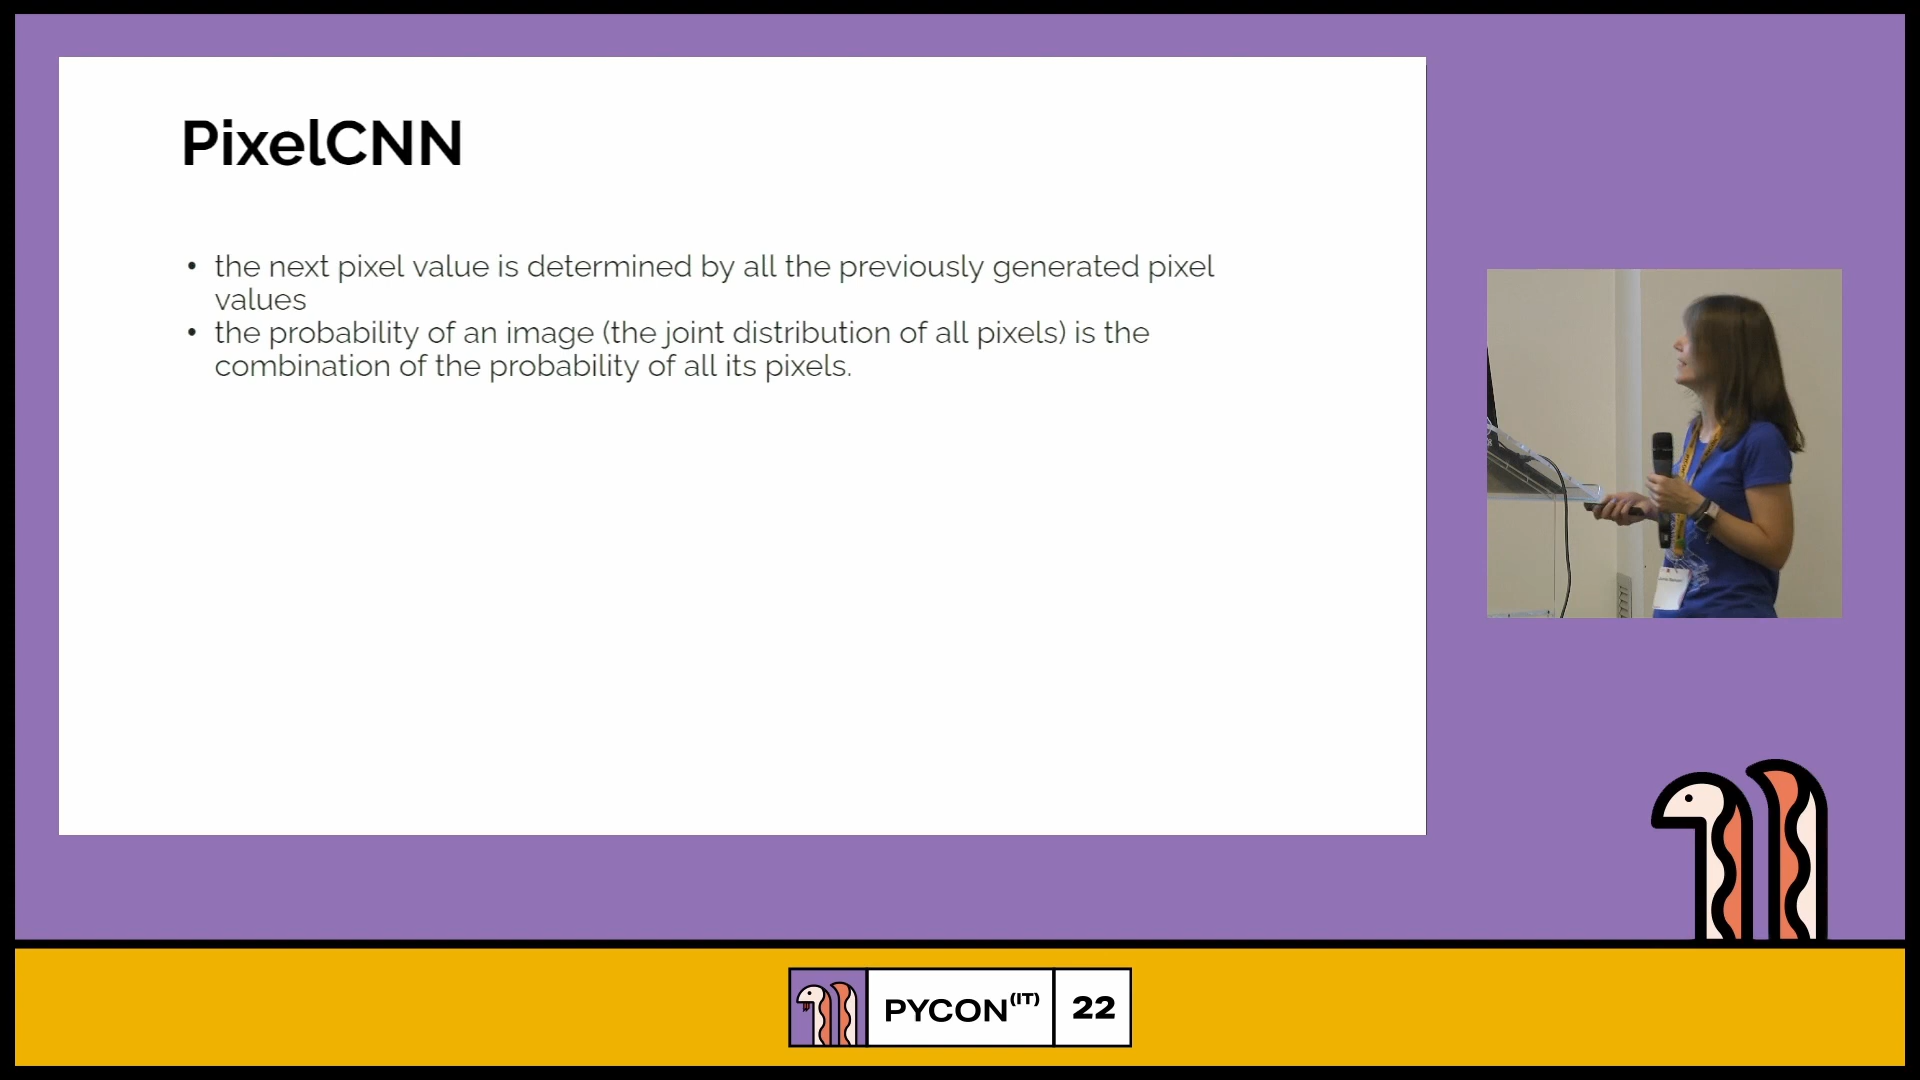 PixelCNN
• the next pixel value is determined by all the previously generated pixel
values
• the probability of an image (the joint distribution of all pixels) is the
combination of the probability of all its pixels.
PYCON(IT) 22